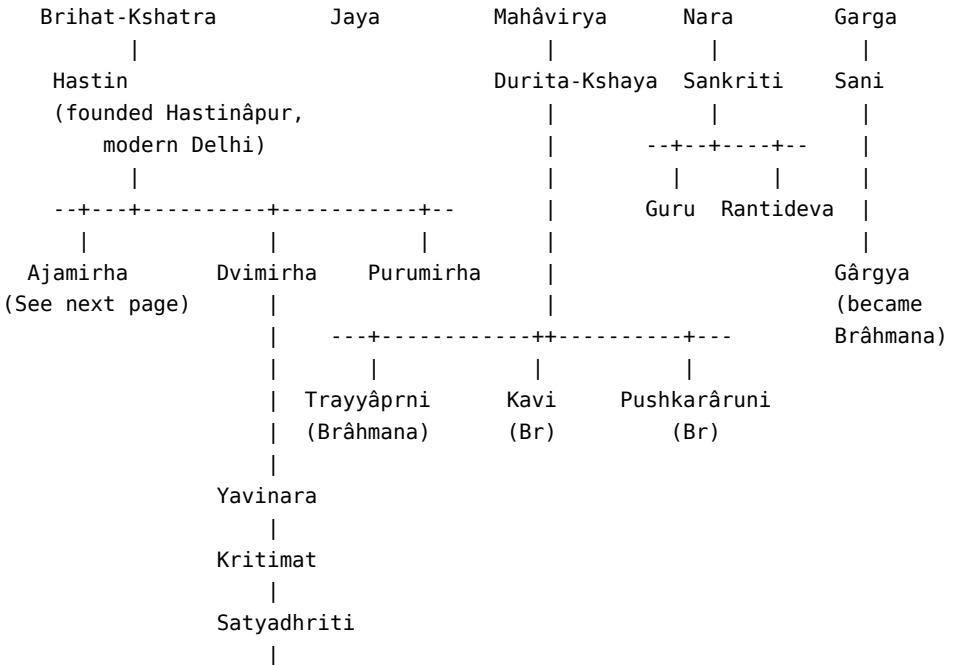 Brihat-Kshatra Jaya Mahâvirya Nara Garga
Hastin Durita-Kshaya Sankriti Sani
(founded Hastinâpur,
modern Delhi)
Guru Rantideva
Ajamirha Dvimirha Purumirha Gârgya
(See next page) (became
Brâhmana)
Trayyâprni Kavi Pushkarâruni
(Brâhmana) (Br) (Br)
Yavinara
Kritimat
Satyadhriti